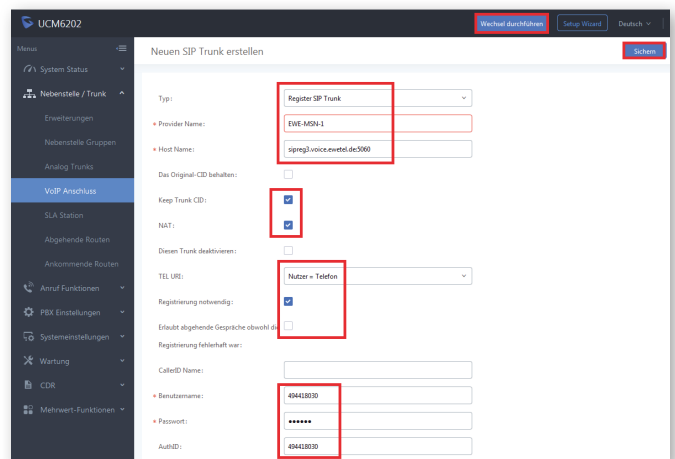 UCM6202
Wechsel durchführen
Setup Wizard
Deutsch
Menus
Neuen SIP Trunk erstellen
Sichern
System Status
Nebenstelle / Trunk
Erweiterungen
Nebenstelle Gruppen
Analog Trunks
VoIP Anschluss
SLA Station
Abgehende Routen
Ankommende Routen
Anruf Funktionen
PBX Einstellungen
Systemeinstellungen
Wartung
CDR
Mehrwert-Funktionen
Typ: Register SIP Trunk
* Provider Name: EWE-MSN-1
* Host Name: sipreg3.voice.ewetel.de:5060
Das Original-CID behalten:
Keep Trunk CID:
NAT:
Diesen Trunk deaktivieren:
TEL URI: Nutzer = Telefon
Registrierung notwendig:
Erlaubt abgehende Gespräche obwohl die
Registrierung fehlerhaft war:
CallerID Name:
* Benutzername: 494418030
* Passwort: ••••••
AuthID: 494418030